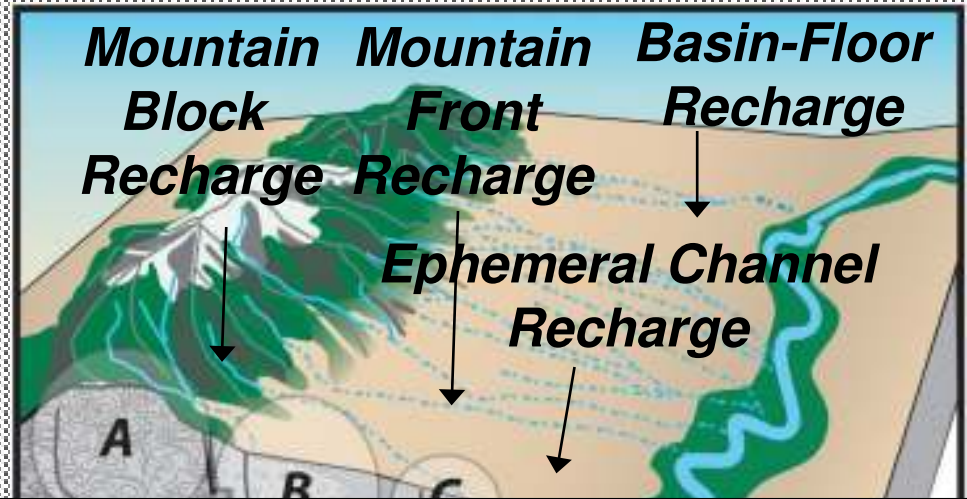 Mountain
Block
Recharge
Mountain
Front
Recharge
Basin-Floor
Recharge
Ephemeral Channel
Recharge
A
B
C